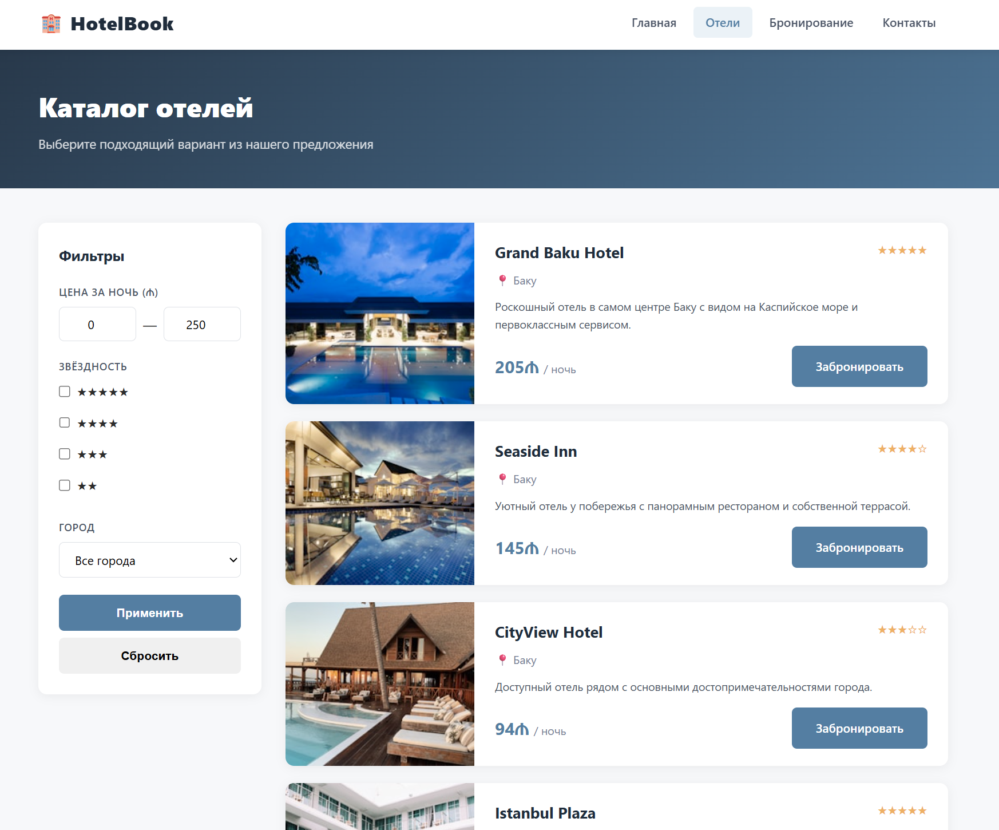 HotelBook
Главная
Отели
Бронирование
Контакты
Каталог отелей
Выберите подходящий вариант из нашего предложения
Фильтры
ЦЕНА ЗА НОЧЬ (₼)
0 — 250
ЗВЁЗДНОСТЬ
★★★★★
★★★★
★★★
★★
ГОРОД
Все города
Применить
Сбросить
Grand Baku Hotel
★★★★★
Баку
Роскошный отель в самом центре Баку с видом на Каспийское море и
первоклассным сервисом.
205₼ / ночь
Забронировать
Seaside Inn
★★★★☆
Баку
Уютный отель у побережья с панорамным рестораном и собственной террасой.
145₼ / ночь
Забронировать
CityView Hotel
★★★☆☆
Баку
Доступный отель рядом с основными достопримечательностями города.
94₼ / ночь
Забронировать
Istanbul Plaza
★★★★★